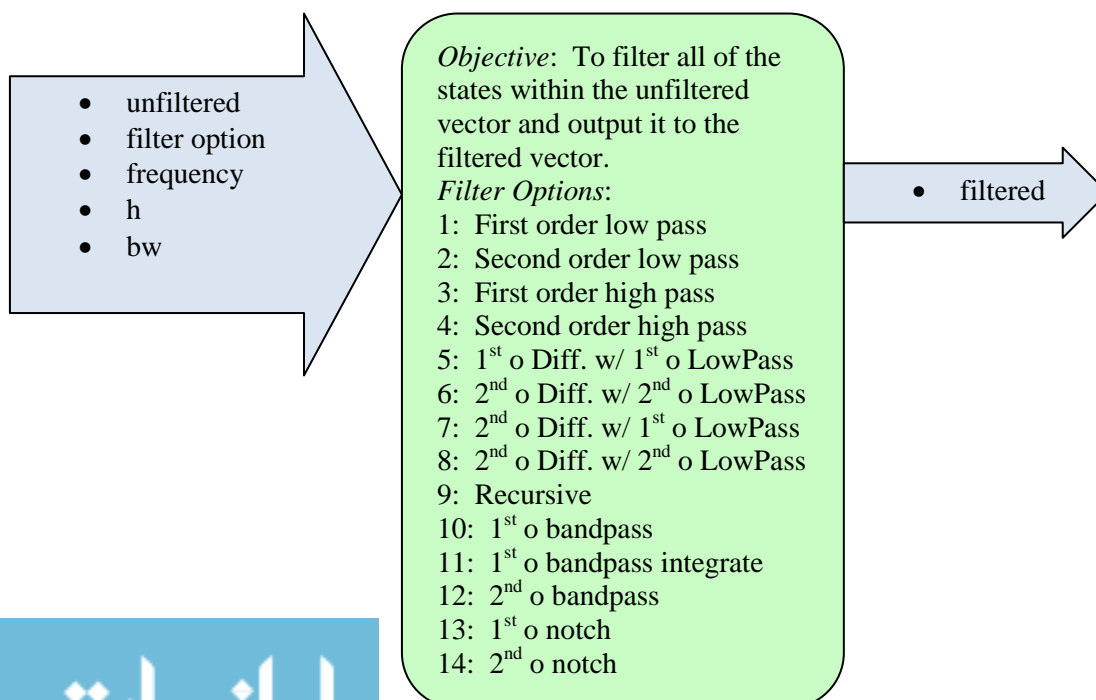 • unfiltered
• filter option
• frequency
• h
• bw
Objective: To filter all of the
states within the unfiltered
vector and output it to the
filtered vector.
Filter Options:
1: First order low pass
2: Second order low pass
3: First order high pass
4: Second order high pass
5: 1st o Diff. w/ 1st o LowPass
6: 2nd o Diff. w/ 2nd o LowPass
7: 2nd o Diff. w/ 1st o LowPass
8: 2nd o Diff. w/ 2nd o LowPass
9: Recursive
10: 1st o bandpass
11: 1st o bandpass integrate
12: 2nd o bandpass
13: 1st o notch
14: 2nd o notch
• filtered